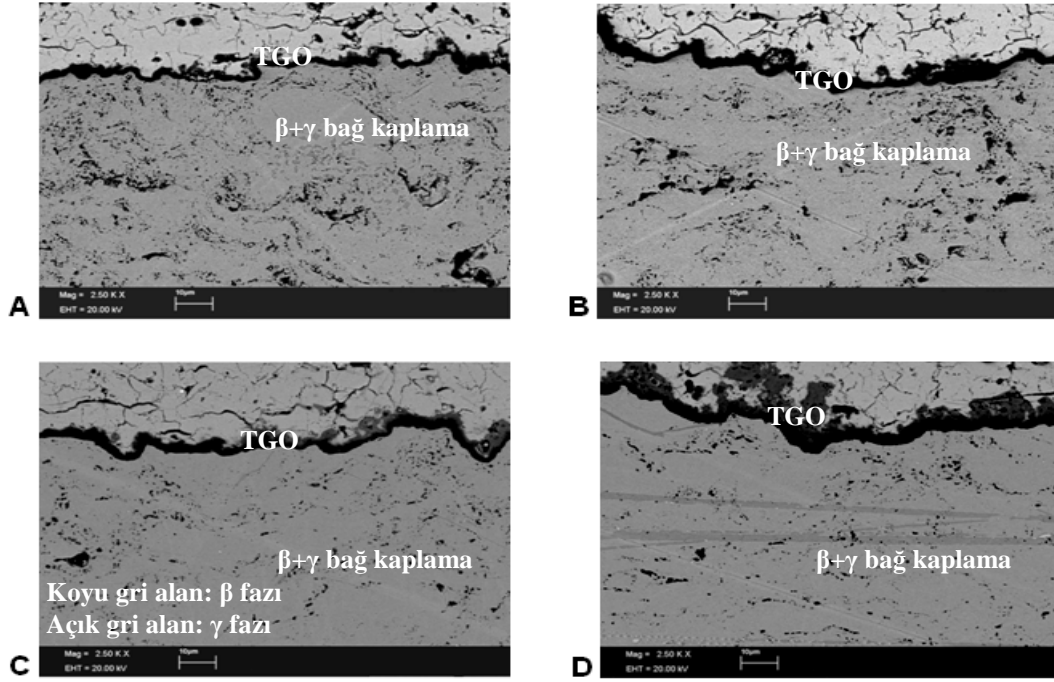 TGO
β+γ bağ kaplama
Mag = 2.50 K X
10µm
EHT = 20.00 kV
A
TGO
β+γ bağ kaplama
Mag = 2.50 K X
10µm
EHT = 20.00 kV
B
TGO
β+γ bağ kaplama
Koyu gri alan: β fazı
Açık gri alan: γ fazı
Mag = 2.50 K X
10µm
EHT = 20.00 kV
C
TGO
β+γ bağ kaplama
Mag = 2.50 K X
10µm
EHT = 20.00 kV
D